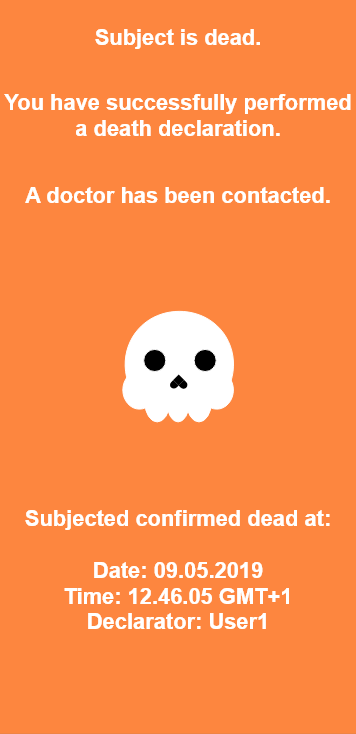 Subject is dead.
You have successfully performed
a death declaration.
A doctor has been contacted.
Subjected confirmed dead at:
Date: 09.05.2019
Time: 12.46.05 GMT+1
Declarator: User1